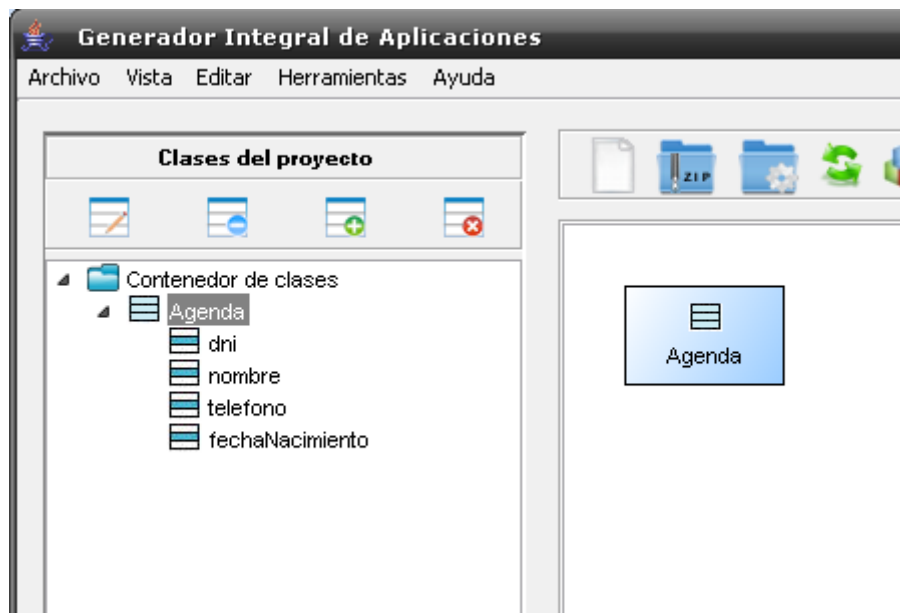 Generador Integral de Aplicaciones
Archivo Vista Editar Herramientas Ayuda
Clases del proyecto
ZIP
Contenedor de clases
Agenda
dni
nombre
telefono
fechaNacimiento
Agenda